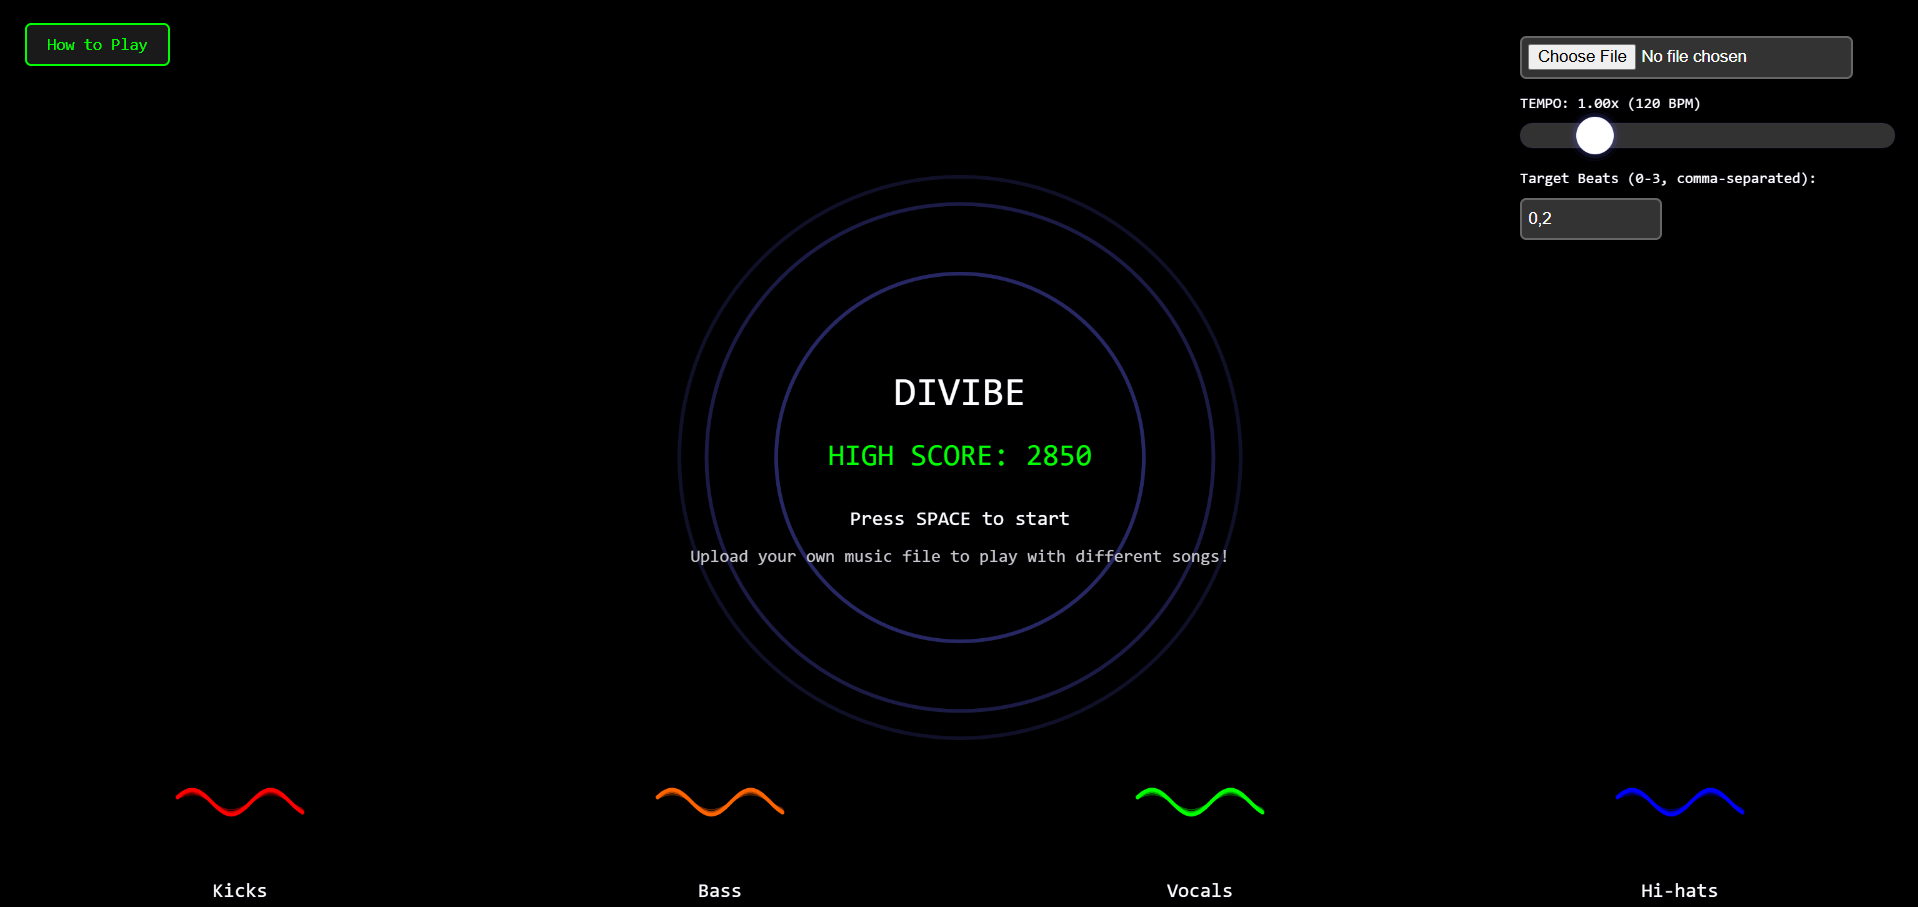 How to Play
Choose File No file chosen
TEMPO: 1.00x (120 BPM)
Target Beats (0-3, comma-separated):
0,2
DIVIBE
HIGH SCORE: 2850
Press SPACE to start
Upload your own music file to play with different songs!
Kicks
Bass
Vocals
Hi-hats